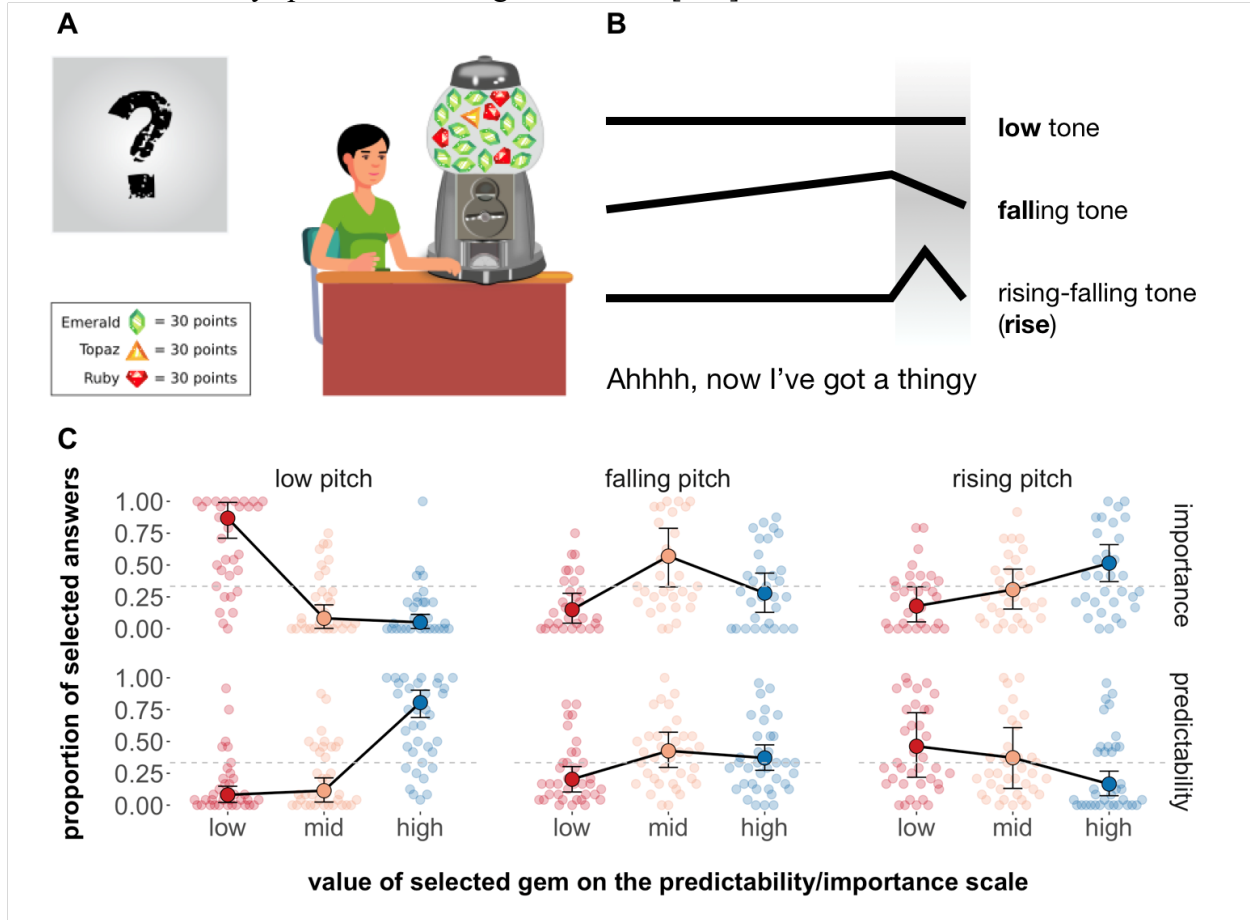 A
B
?
Emerald = 30 points
Topaz = 30 points
Ruby = 30 points
low tone
falling tone
rising-falling tone
(rise)
Ahhhh, now I've got a thingy
C
low pitch
falling pitch
rising pitch
proportion of selected answers
1.00
0.75
0.50
0.25
0.00
importance
1.00
0.75
0.50
0.25
0.00
predictability
low mid high
low mid high
low mid high
value of selected gem on the predictability/importance scale